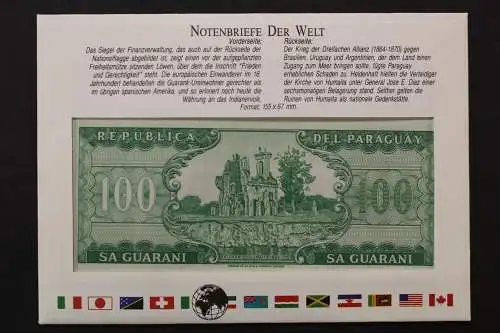 NOTENBRIEFE DER WELT
Vorderseite:
Das Siegel der Finanzverwaltung, das auch auf der Rückseite der
Nationalflagge abgebildet ist, zeigt einen vor der aufgepflanzten
Freiheitsmütze sitzenden Löwen, über dem die Inschrift "Frieden
und Gerechtigkeit" steht. Die europäischen Einwanderer im 16.
Jahrhundert behandelten die Guarani-Ureinwohner gerechter als
im übrigen spanischen Amerika, und so erinnert noch heute die
Währung an das Indianervolk.
Rückseite:
Der Krieg der Dreifachen Allianz (1864-1870) gegen
Brasilien, Uruguay und Argentinien, der dem Land einen
Zugang zum Meer bringen sollte, fügte Paraguay
erheblichen Schaden zu. Heldenhaft hielten die Verteidiger
der Kirche von Humaita unter General Jose E. Diaz einer
sechsmonatigen Belagerung stand. Seither gelten die
Ruinen von Humaita als nationale Gedenkstätte.
Format: 155 x 67 mm.
REPUBLICA DEL PARAGUAY
100 100
SA GUARANI SA GUARANI